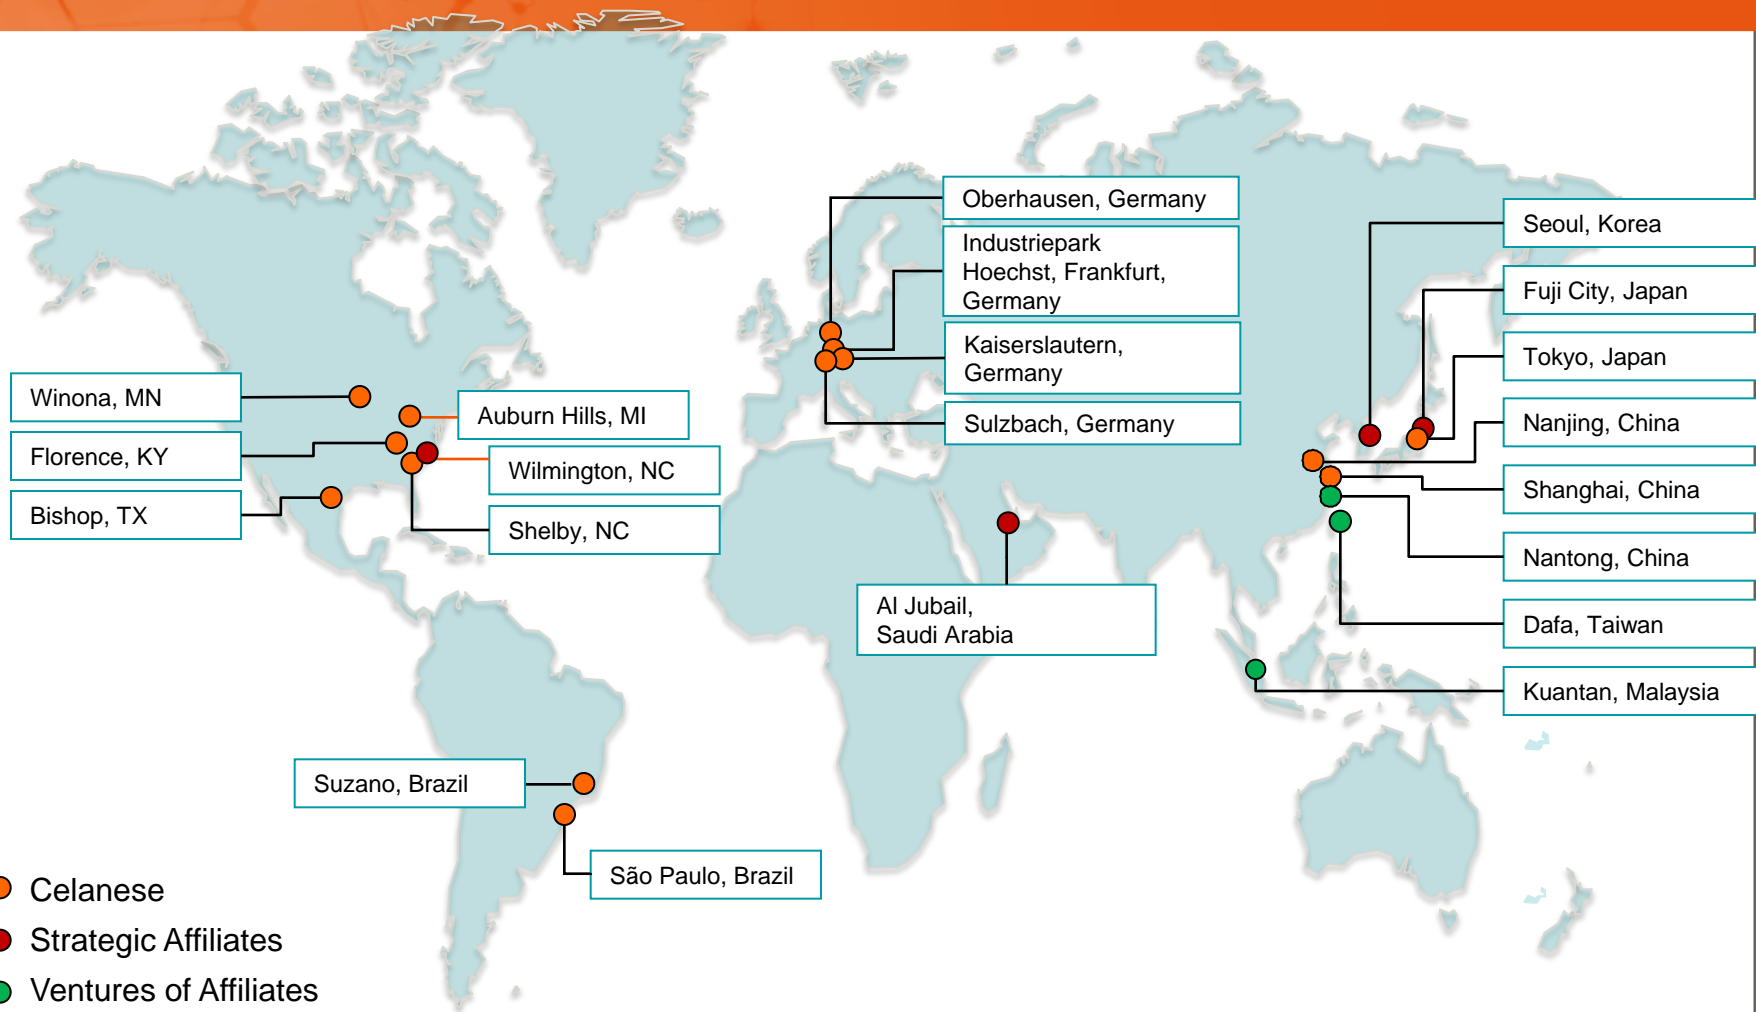 Oberhausen, Germany
Industriepark
Hoechst, Frankfurt,
Germany
Kaiserslautern,
Germany
Sulzbach, Germany
Seoul, Korea
Fuji City, Japan
Tokyo, Japan
Nanjing, China
Shanghai, China
Nantong, China
Dafa, Taiwan
Kuantan, Malaysia
Winona, MN
Florence, KY
Bishop, TX
Auburn Hills, MI
Wilmington, NC
Shelby, NC
Al Jubail,
Saudi Arabia
Suzano, Brazil
São Paulo, Brazil
Celanese
Strategic Affiliates
Ventures of Affiliates